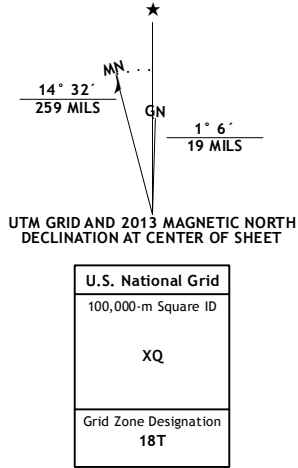 ★
MN
14° 32´
259 MILS
GN
1° 6´
19 MILS
UTM GRID AND 2013 MAGNETIC NORTH
DECLINATION AT CENTER OF SHEET
U.S. National Grid
100,000-m Square ID
XQ
Grid Zone Designation
18T